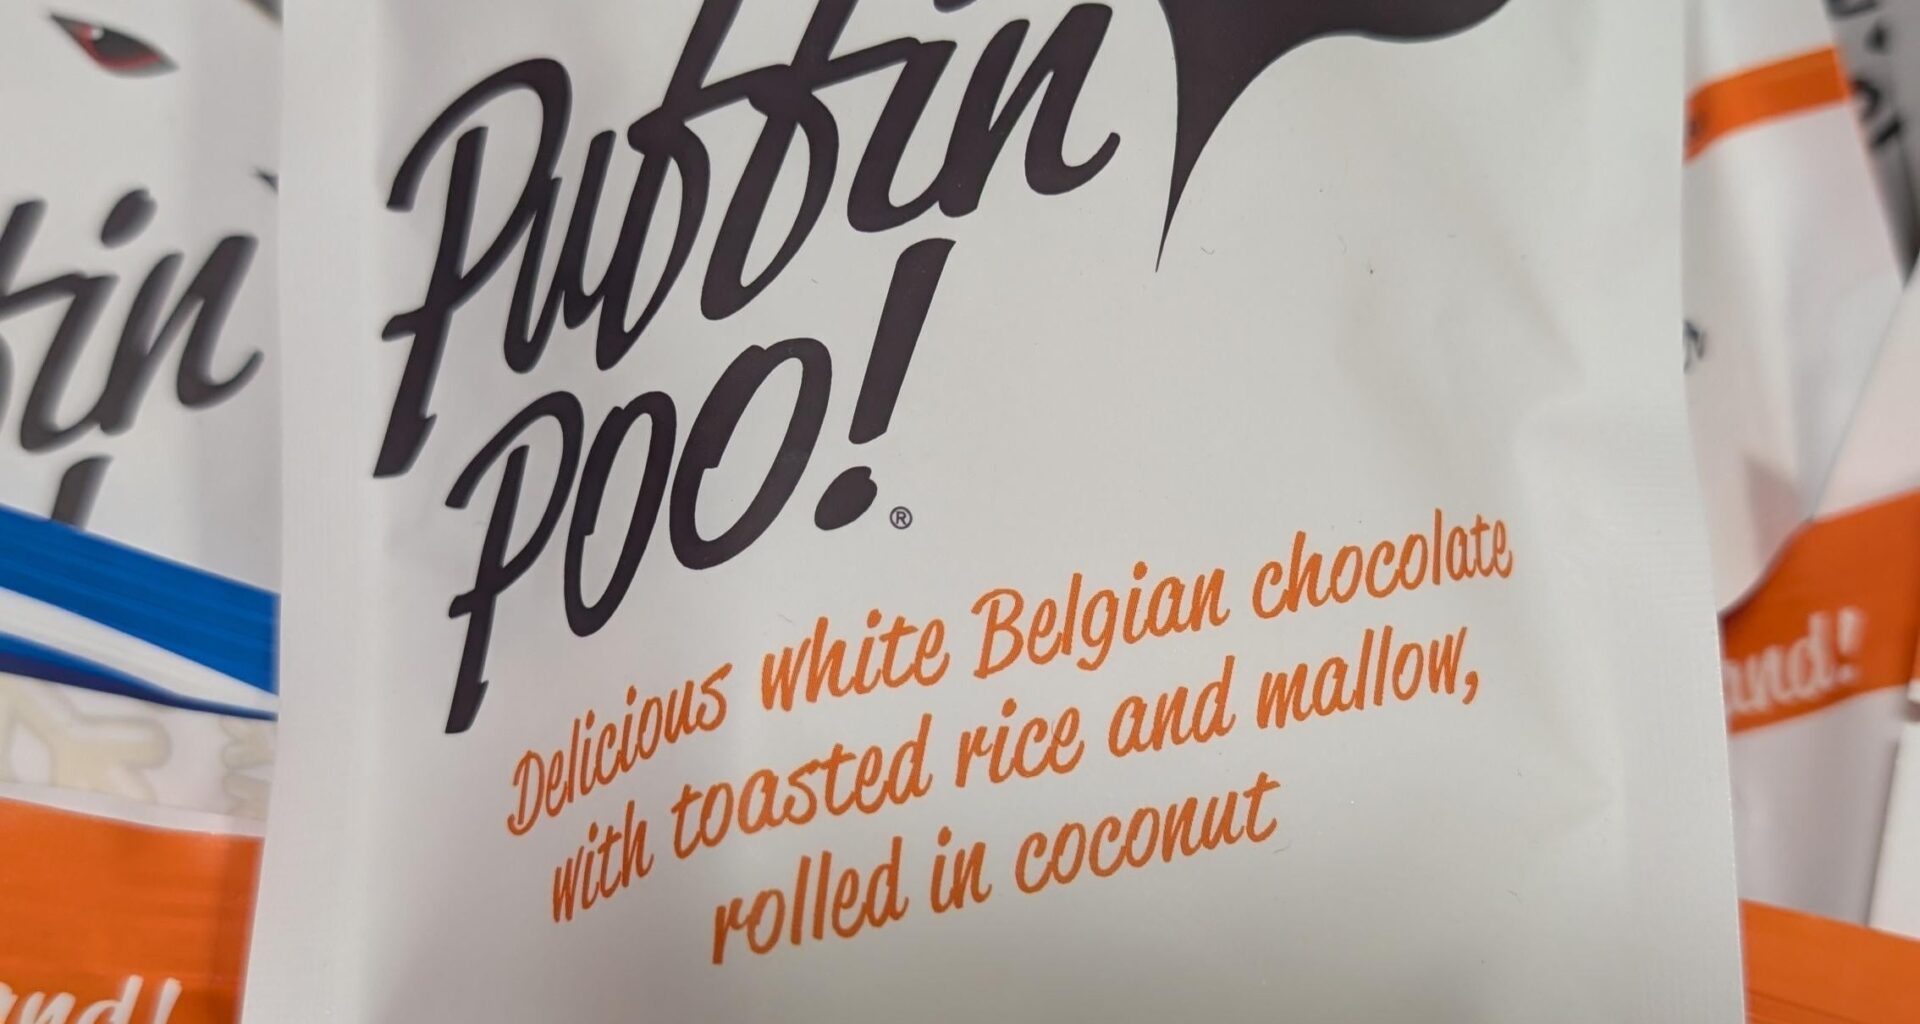 Puffin
Poo!®
Delicious white Belgian chocolate
with toasted rice and mallow,
rolled in coconut